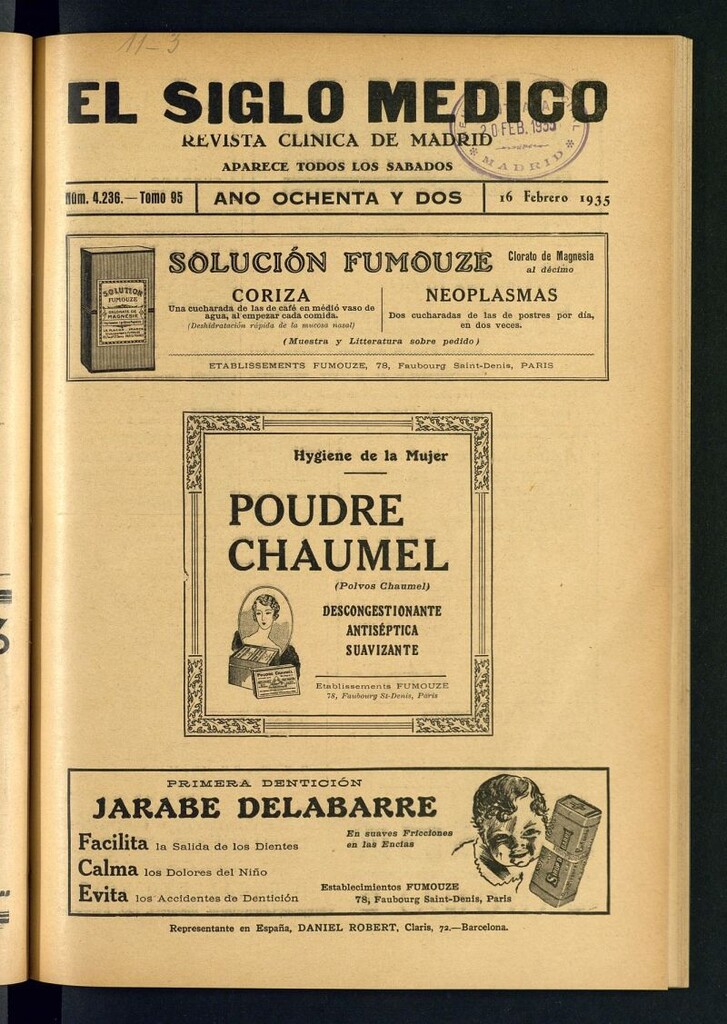 11-3
EL SIGLO MEDICO
REVISTA CLINICA DE MADRID
APARECE TODOS LOS SABADOS
20 FEB. 1935
* MADRID *
Núm. 4.236.— Tomo 95
ANO OCHENTA Y DOS
16 Febrero 1935
SOLUCIÓN FUMOUZE
Clorato de Magnesia
al décimo
SOLUTION
FUMOUZE
MAGNÉSIE
CORIZA
Una cucharada de las de café en médió vaso de
agua, al empezar cada comida.
(Deshidratación rápida de la mucosa nasal)
NEOPLASMAS
Dos cucharadas de las de postres por día,
en dos veces.
(Muestra y Litteratura sobre pedido)
ETABLISSEMENTS FUMOUZE, 78, Faubourg Saint-Denis, PARIS
Hygiene de la Mujer
POUDRE
CHAUMEL
(Polvos Chaumel)
DESCONGESTIONANTE
ANTISÉPTICA
SUAVIZANTE
Poudre Chaumel
Etablissements FUMOUZE
78, Faubourg St-Denis, Paris
PRIMERA DENTICIÓN
JARABE DELABARRE
Facilita la Salida de los Dientes
Calma los Dolores del Niño
Evita los Accidentes de Dentición
En suaves Fricciones
en las Encías
Establecimientos FUMOUZE
78, Faubourg Saint-Denis, Paris
Representante en España, DANIEL ROBERT, Claris, 72.—Barcelona.